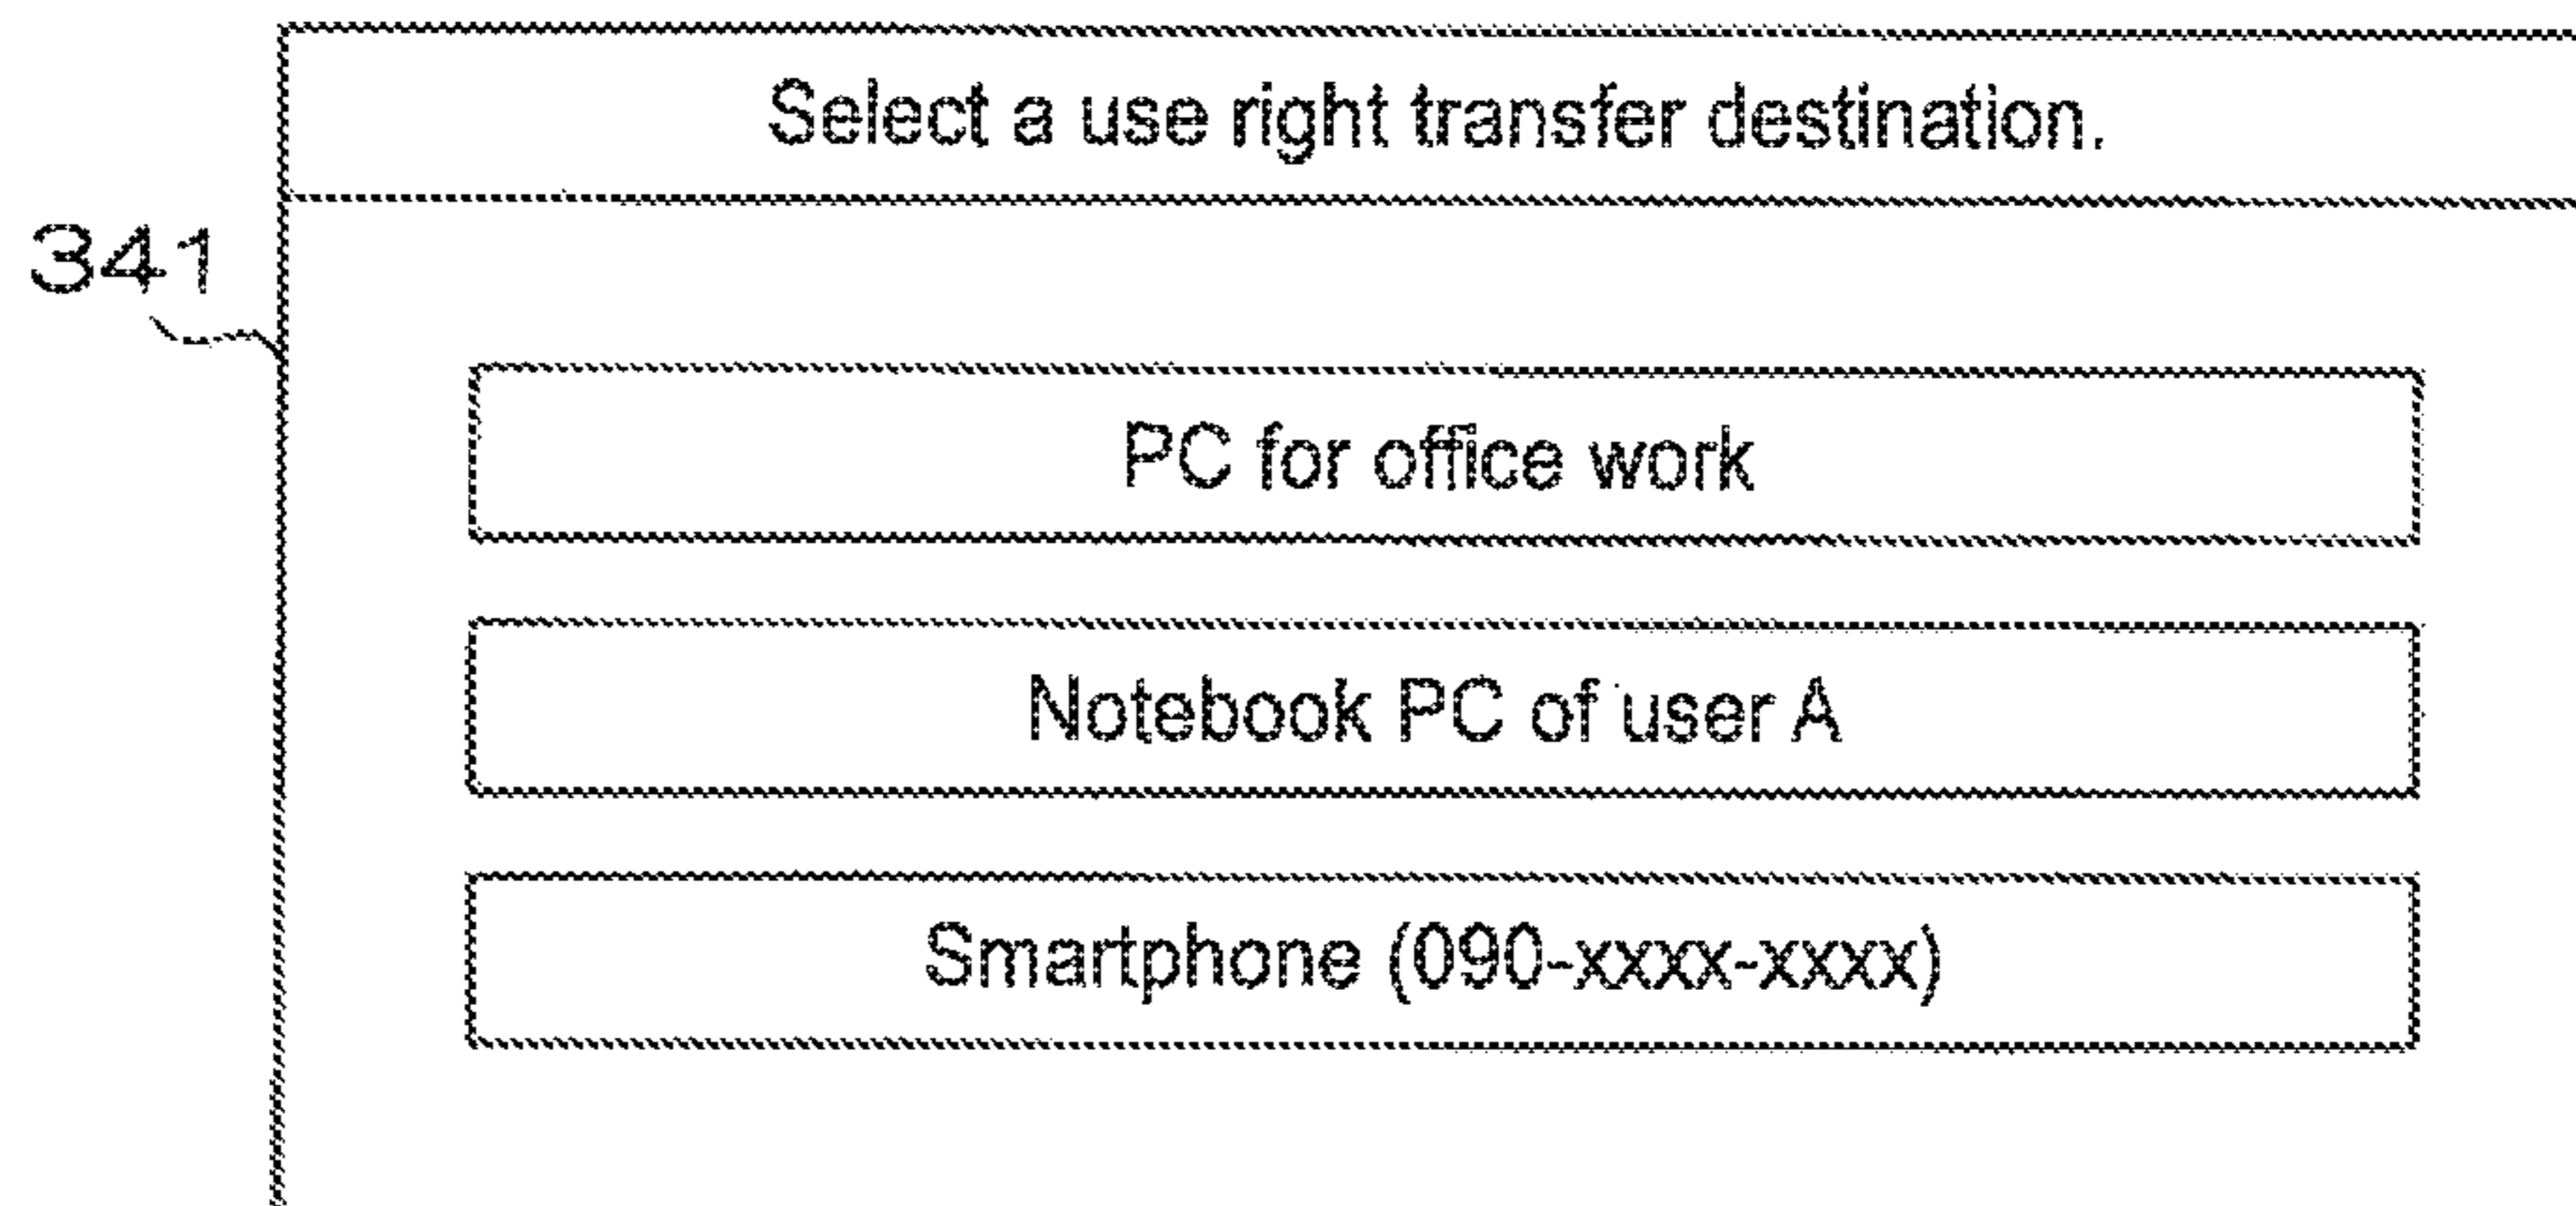 Select a use right transfer destination.
341
PC for office work
Notebook PC of user A
Smartphone (090-xxxx-xxxx)